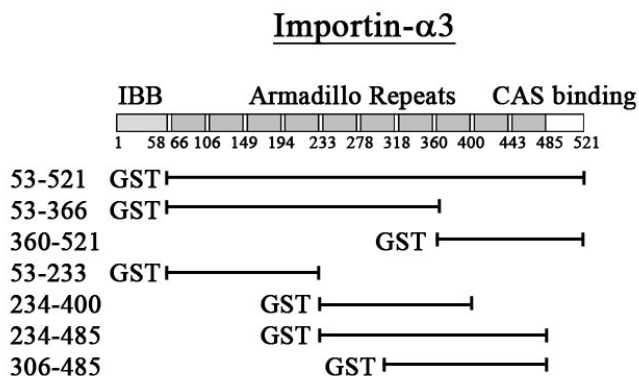 Importin-α3
IBB Armadillo Repeats CAS binding
1 58 66 106 149 194 233 278 318 360 400 443 485 521
53-521 GST
53-366 GST
360-521 GST
53-233 GST
234-400 GST
234-485 GST
306-485 GST